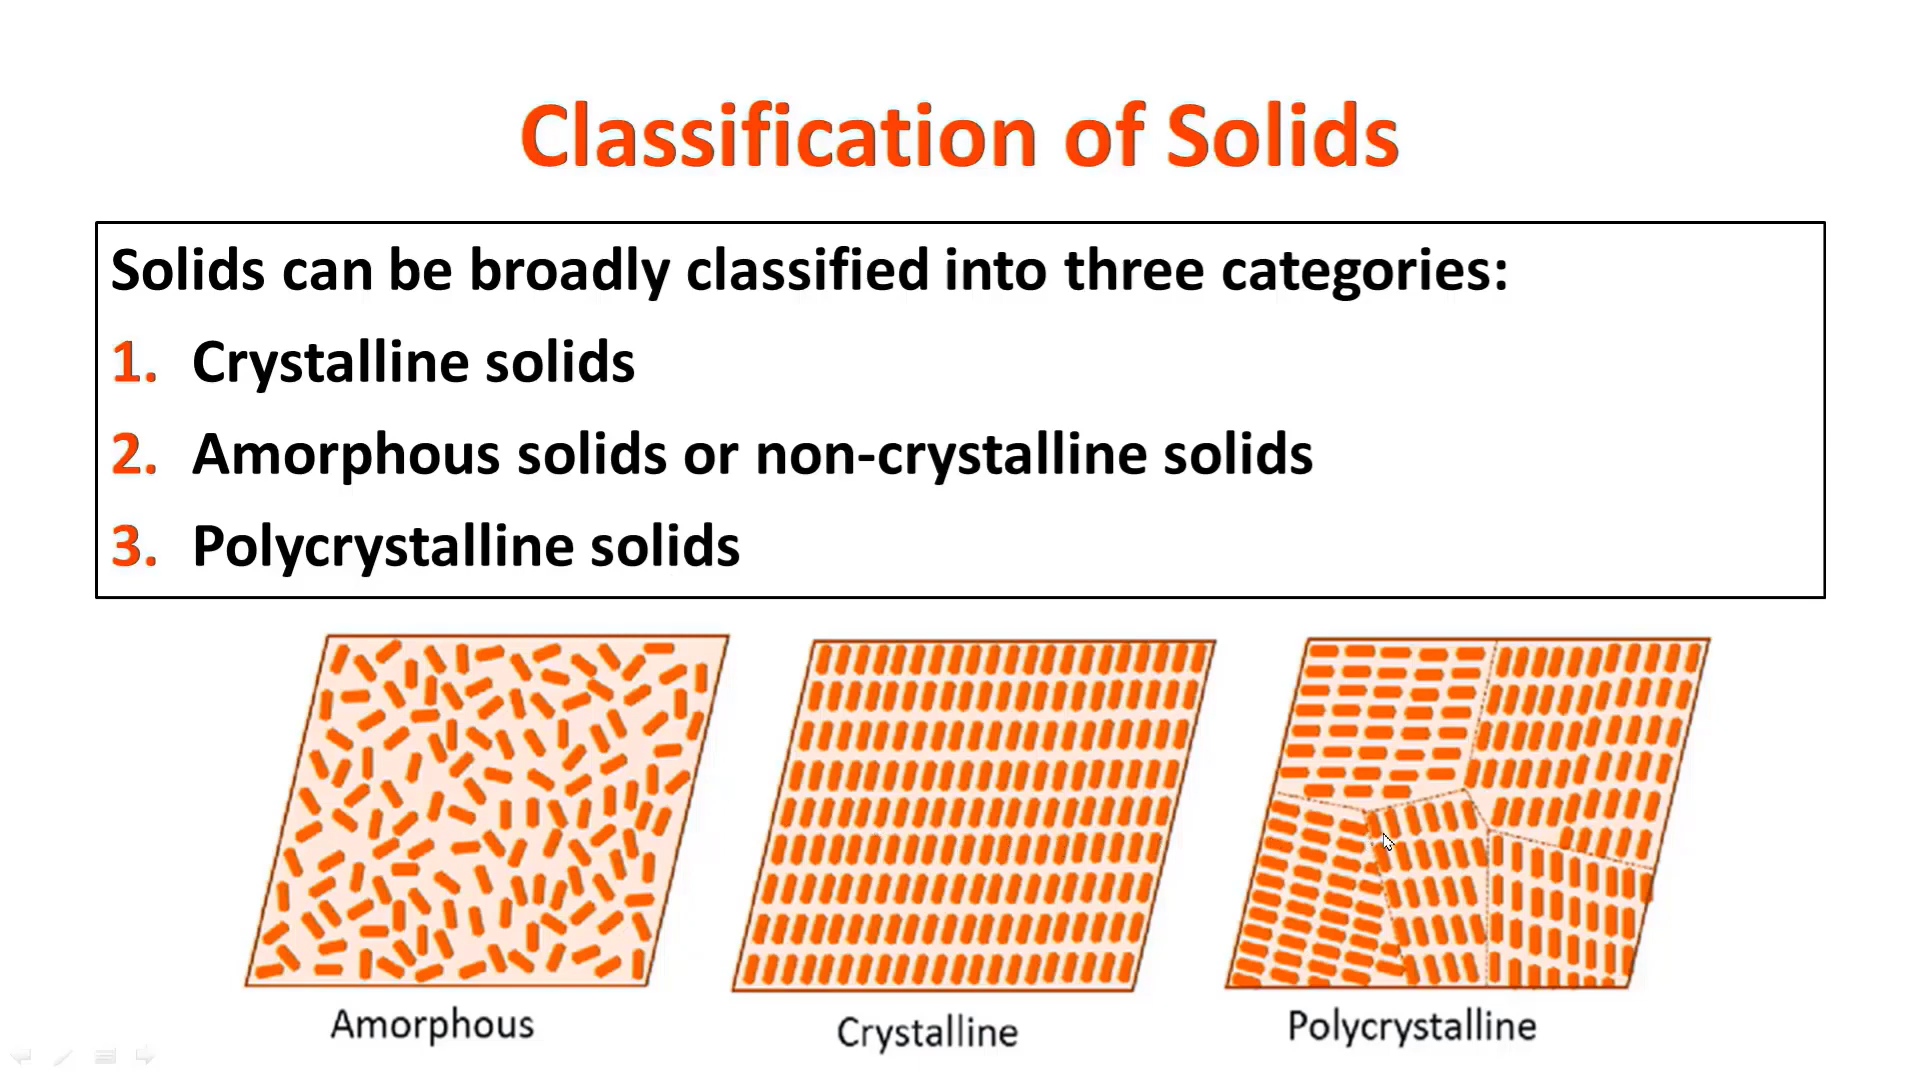 Classification of Solids
Solids can be broadly classified into three categories:
1. Crystalline solids
2. Amorphous solids or non-crystalline solids
3. Polycrystalline solids
Amorphous
Crystalline
Polycrystalline